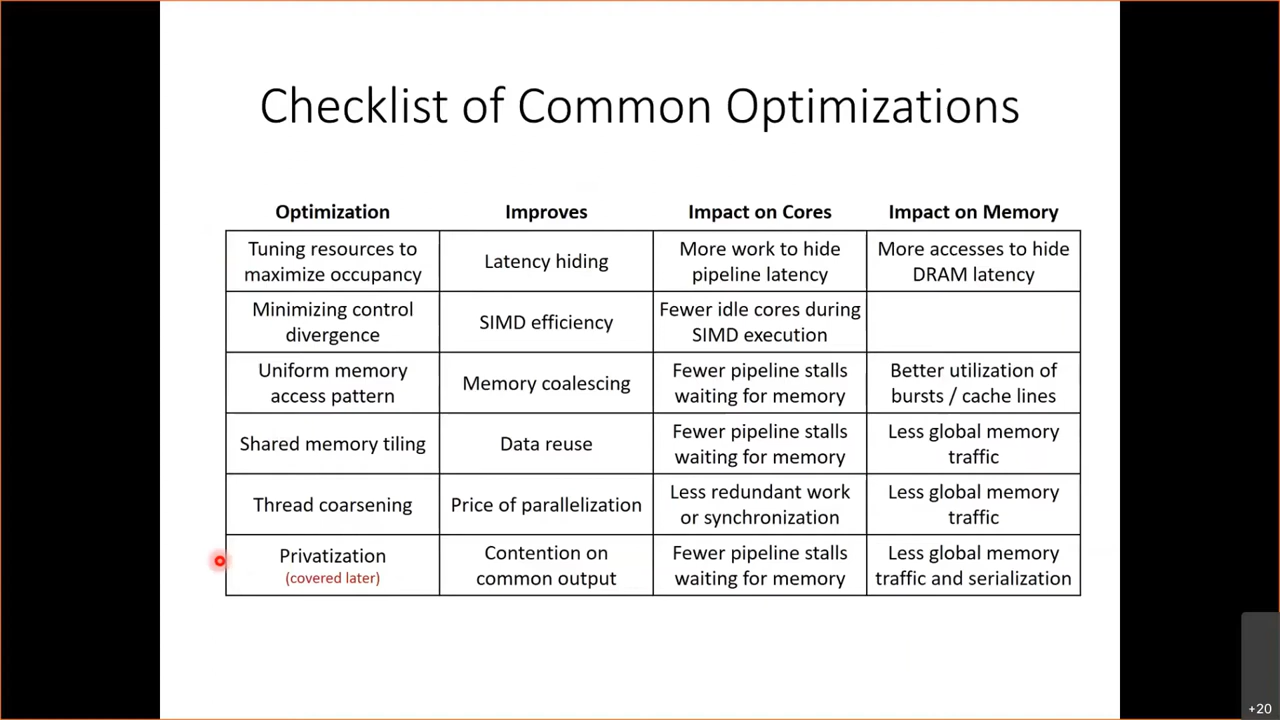 Checklist of Common Optimizations
Optimization Improves Impact on Cores Impact on Memory
Tuning resources to
maximize occupancy
Latency hiding
More work to hide
pipeline latency
More accesses to hide
DRAM latency
Minimizing control
divergence
SIMD efficiency
Fewer idle cores during
SIMD execution
Uniform memory
access pattern
Memory coalescing
Fewer pipeline stalls
waiting for memory
Better utilization of
bursts / cache lines
Shared memory tiling
Data reuse
Fewer pipeline stalls
waiting for memory
Less global memory
traffic
Thread coarsening
Price of parallelization
Less redundant work
or synchronization
Less global memory
traffic
Privatization
(covered later)
Contention on
common output
Fewer pipeline stalls
waiting for memory
Less global memory
traffic and serialization
+20